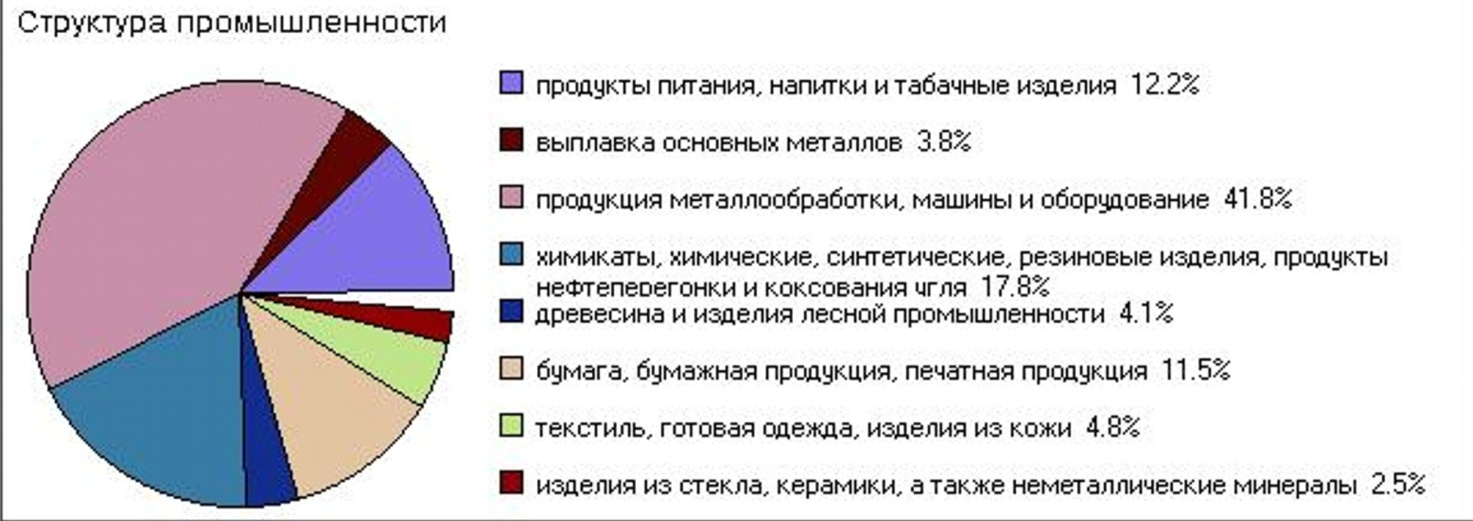 Структура промышленности
продукты питания, напитки и табачные изделия 12.2%
выплавка основных металлов 3.8%
продукция металлообработки, машины и оборудование 41.8%
химикаты, химические, синтетические, резиновые изделия, продукты
нефтеперегонки и коксования угля 17.8%
древесина и изделия лесной промышленности 4.1%
бумага, бумажная продукция, печатная продукция 11.5%
текстиль, готовая одежда, изделия из кожи 4.8%
изделия из стекла, керамики, а также неметаллические минералы 2.5%